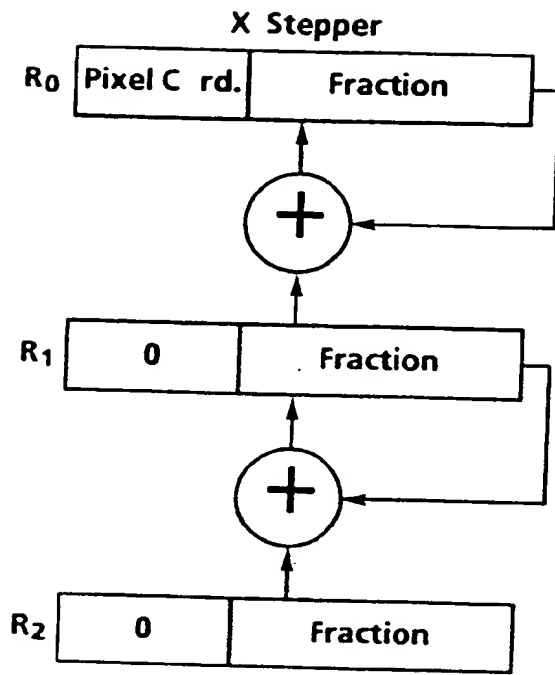 X Stepper
R0 Pixel C rd. Fraction
+
R1 0 Fraction
+
R2 0 Fraction